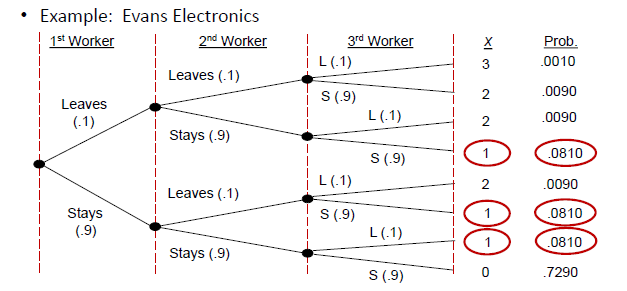 • Example: Evans Electronics
1st Worker 2nd Worker 3rd Worker x Prob.
L (.1) 3 .0010
Leaves (.1)
S (.9) 2 .0090
Leaves
(.1)
L (.1) 2 .0090
Stays (.9)
S (.9) 1 .0810
L (.1) 2 .0090
Leaves (.1)
Stays
(.9)
S (.9) 1 .0810
L (.1) 1 .0810
Stays (.9)
S (.9) 0 .7290